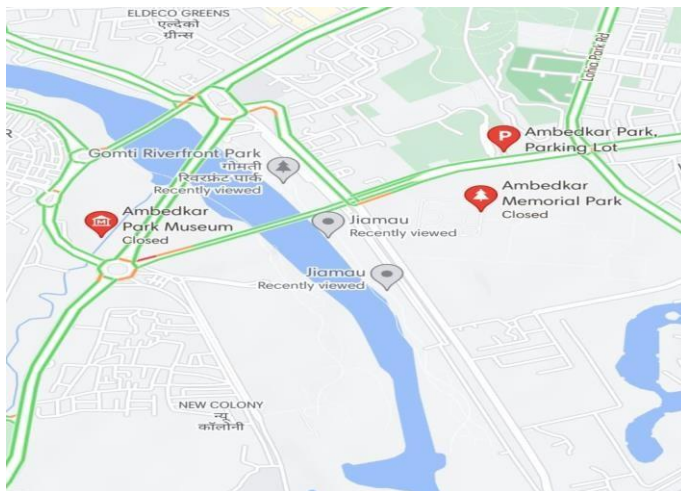 ELDECO GREENS
एल्देको
ग्रीन्स
Lohia Park Rd
P
Ambedkar Park,
Parking Lot
Gomti Riverfront Park
गोमती
रिवरफ्रंट पार्क
Recently viewed
Ambedkar
Memorial Park
Closed
Ambedkar
Park Museum
Closed
Jiamau
Recently viewed
Jiamau
Recently viewed
NEW COLONY
न्यू
कॉलोनी